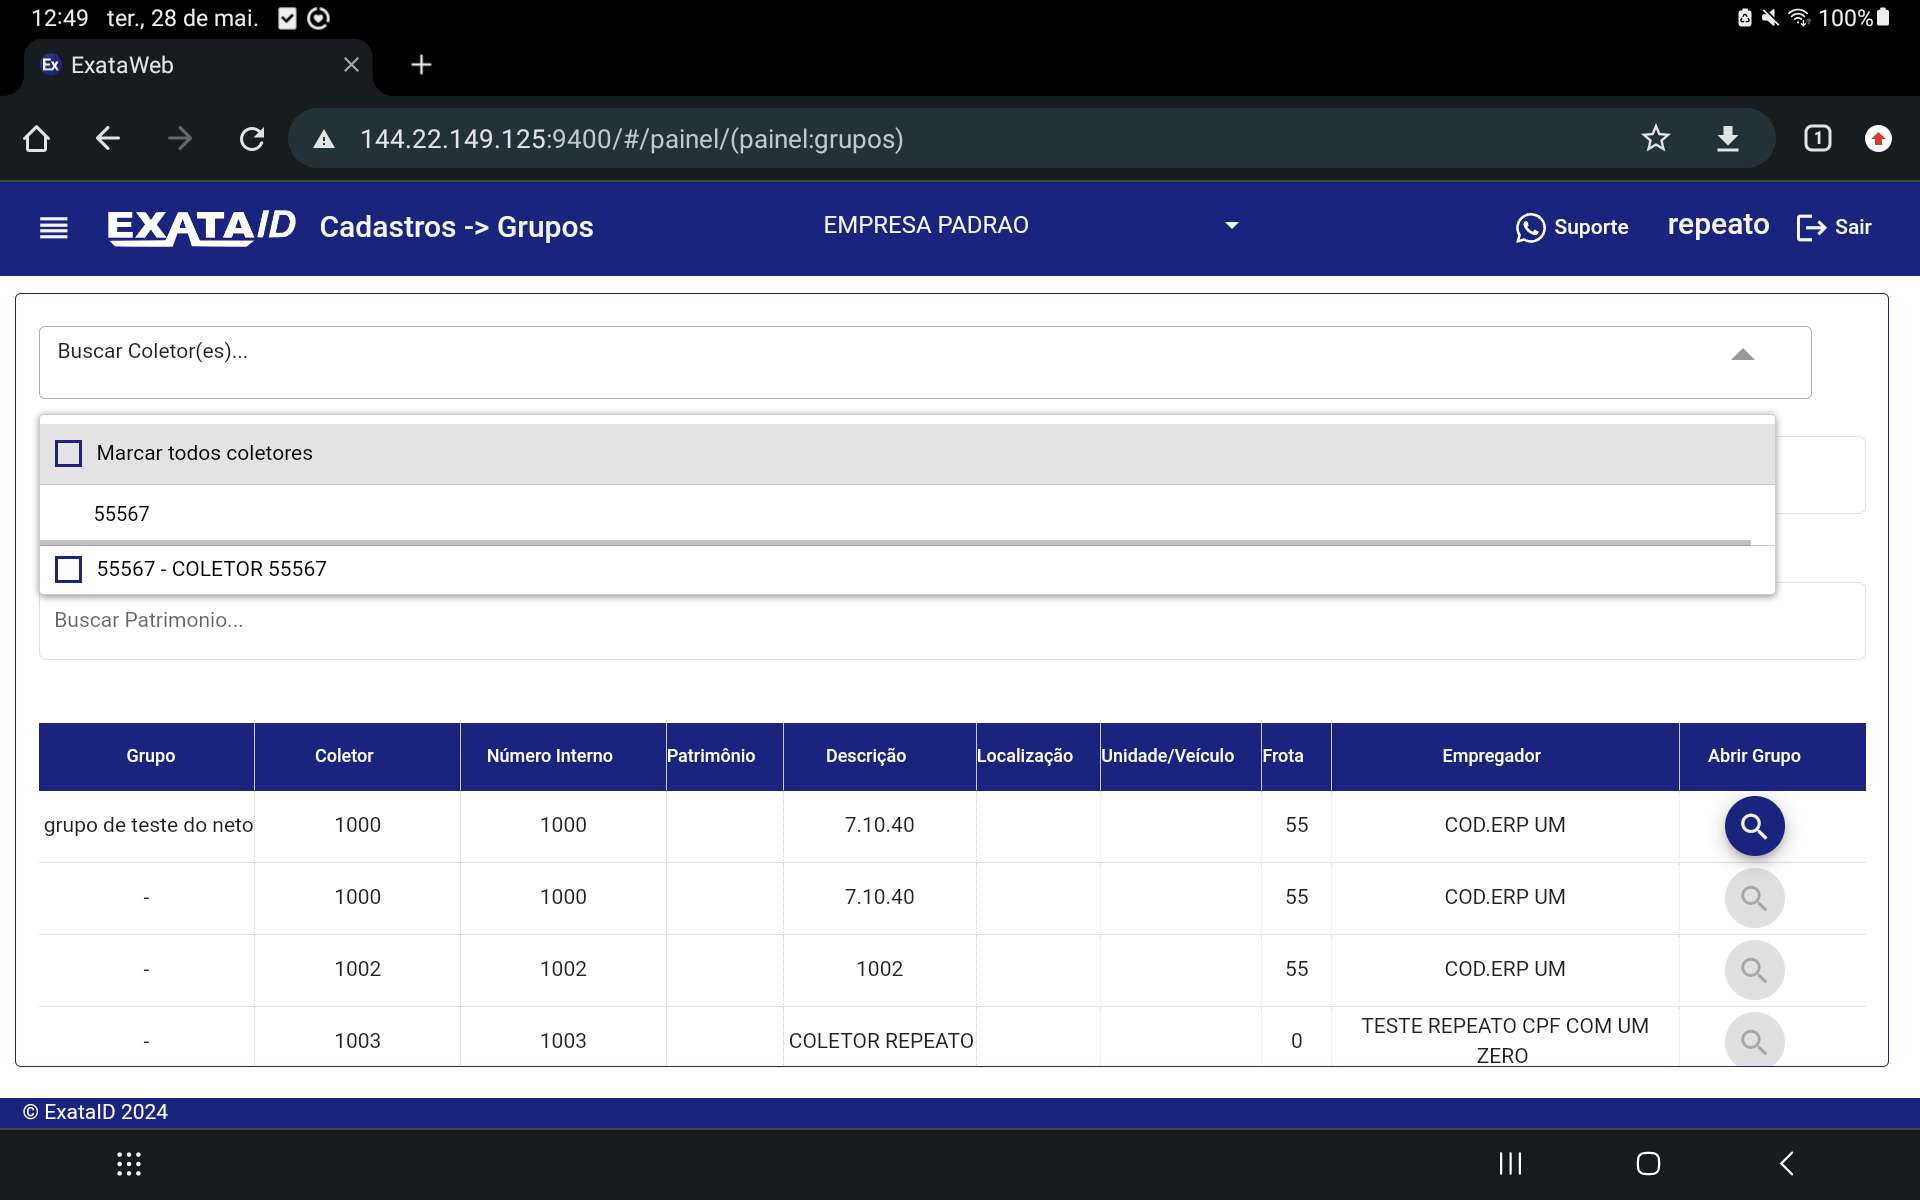 12:49 ter., 28 de mai. 100%
Ex ExataWeb
144.22.149.125:9400/#/painel/(painel:grupos) 1
EXATAID Cadastros -> Grupos EMPRESA PADRAO Suporte repeato Sair
Buscar Coletor(es)...
Marcar todos coletores
55567
55567 - COLETOR 55567
Buscar Patrimonio...
Grupo Coletor Número Interno Patrimônio Descrição Localização Unidade/Veículo Frota Empregador Abrir Grupo
grupo de teste do neto 1000 1000 7.10.40 55 COD.ERP UM
- 1000 1000 7.10.40 55 COD.ERP UM
- 1002 1002 1002 55 COD.ERP UM
- 1003 1003 COLETOR REPEATO 0 TESTE REPEATO CPF COM UM
ZERO
© ExataID 2024